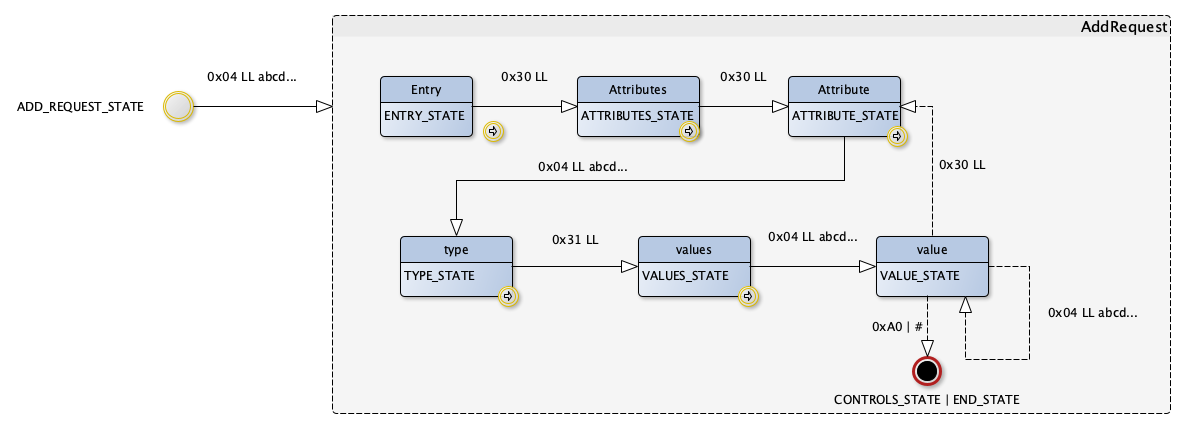 AddRequest
0x04 LL abcd...
ADD_REQUEST_STATE
Entry
ENTRY_STATE
0x30 LL
Attributes
ATTRIBUTES_STATE
0x30 LL
Attribute
ATTRIBUTE_STATE
0x04 LL abcd...
0x30 LL
type
TYPE_STATE
0x31 LL
values
VALUES_STATE
0x04 LL abcd...
value
VALUE_STATE
0x04 LL abcd...
0xA0 | #
CONTROLS_STATE | END_STATE